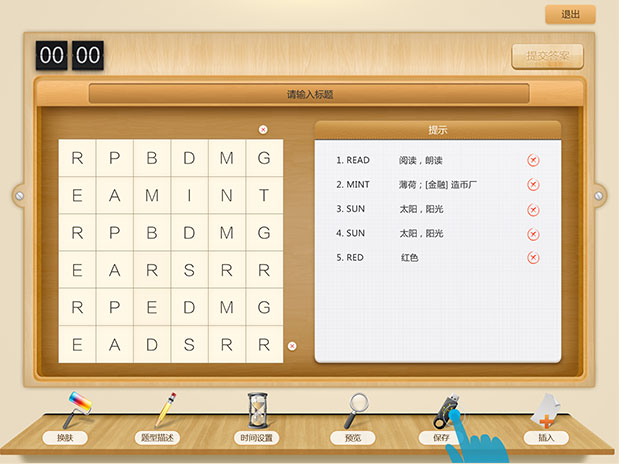 退出
00 00
提交答案
请输入标题
提示
R P B D M G
E A M I N T
R P B D M G
E A R S R R
R P E D M G
E A D S R R
1. READ 阅读，朗读
2. MINT 薄荷；[金融] 造币厂
3. SUN 太阳，阳光
4. SUN 太阳，阳光
5. RED 红色
换肤 题型描述 时间设置 预览 保存 插入